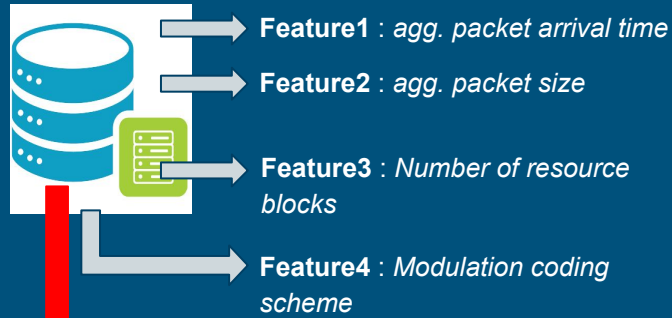 Feature1 : agg. packet arrival time
Feature2 : agg. packet size
Feature3 : Number of resource
blocks
Feature4 : Modulation coding
scheme